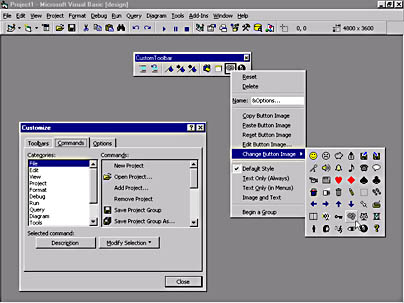 Project1 - Microsoft Visual Basic [design]
File Edit View Project Format Debug Run Query Diagram Tools Add-Ins Window Help
0, 0 4800 x 3600
CustomToolbar
Reset
Delete
Name: &Options...
Copy Button Image
Paste Button Image
Reset Button Image
Edit Button Image...
Change Button Image
Default Style
Text Only (Always)
Text Only (in Menus)
Image and Text
Begin a Group
Customize
Toolbars Commands Options
Categories: Commands:
File
Edit
View
Project
Format
Debug
Run
Query
Diagram
Tools
New Project
Open Project...
Add Project...
Remove Project
Save Project Group
Save Project Group As...
Selected command:
Description Modify Selection
Close